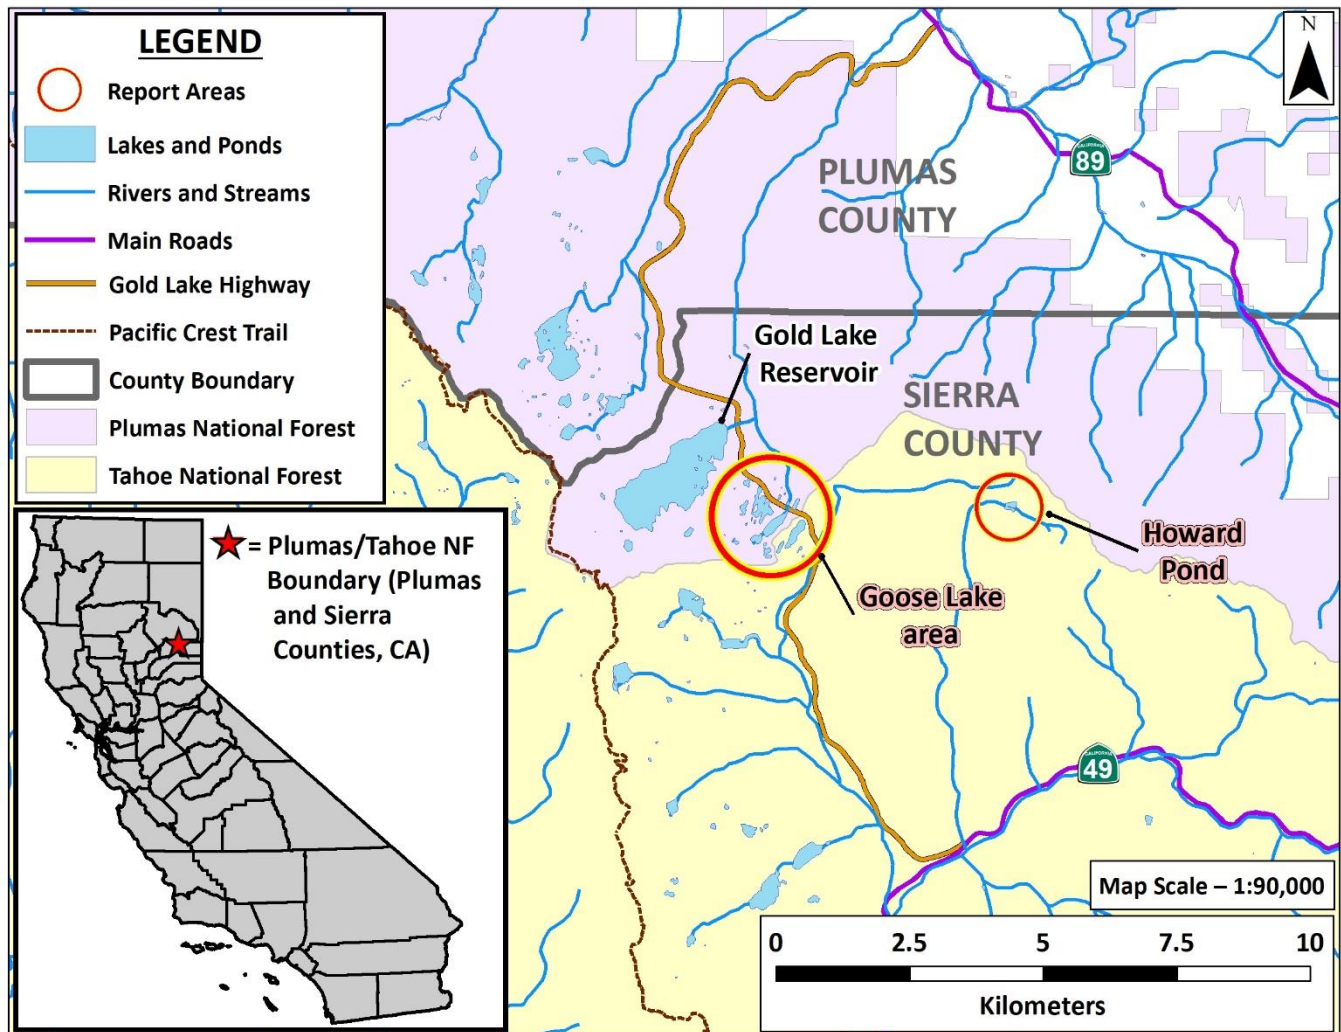 LEGEND
Report Areas
Lakes and Ponds
Rivers and Streams
Main Roads
Gold Lake Highway
Pacific Crest Trail
County Boundary
Plumas National Forest
Tahoe National Forest
= Plumas/Tahoe NF
Boundary (Plumas
and Sierra
Counties, CA)
N
PLUMAS
COUNTY
CALIFORNIA
89
Gold Lake
Reservoir
SIERRA
COUNTY
Howard
Pond
Goose Lake
area
CALIFORNIA
49
Map Scale – 1:90,000
0 2.5 5 7.5 10
Kilometers